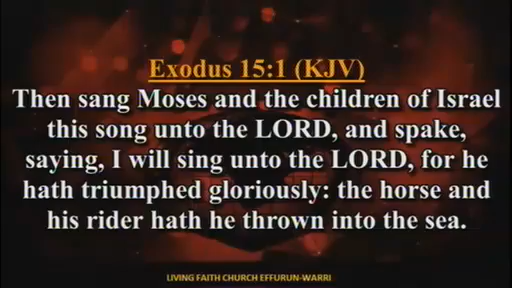 Exodus 15:1 (KJV)
Then sang Moses and the children of Israel
this song unto the LORD, and spake,
saying, I will sing unto the LORD, for he
hath triumphed gloriously: the horse and
his rider hath he thrown into the sea.
LIVING FAITH CHURCH EFFURUN-WARRI